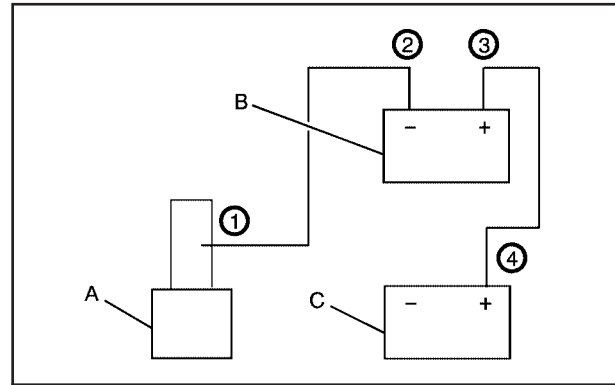 ② ③
B
− +
①
④
A
C
− +